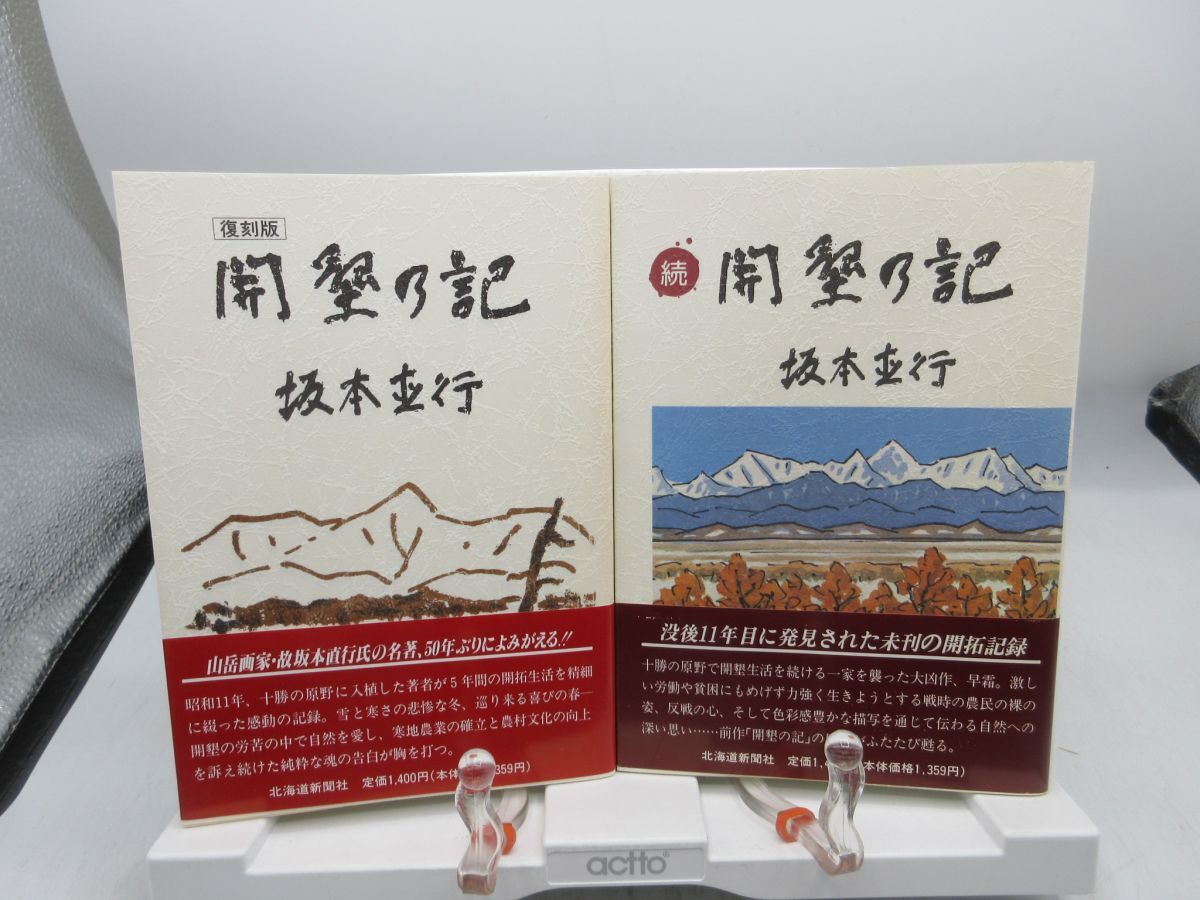 復刻版
開墾乃記
坂本直行
山岳画家・故坂本直行氏の名著、50年ぶりによみがえる!!
昭和11年、十勝の原野に入植した著者が5年間の開拓生活を精細
に綴った感動の記録。雪と寒さの悲惨な冬、巡り来る喜びの春―
開墾の労苦の中で自然を愛し、寒地農業の確立と農村文化の向上
を訴え続けた純粋な魂の告白が胸を打つ。
北海道新聞社 定価1,400円(本体 359円)
続
開墾乃記
坂本直行
没後11年目に発見された未刊の開拓記録
十勝の原野で開墾生活を続ける一家を襲った大凶作、早霜。激し
い労働や貧困にもめげず力強く生きようとする戦時の農民の裸の
姿、反戦の心、そして色彩感豊かな描写を通じて伝わる自然への
深い思い……前作「開墾の記」の がふたたび甦る。
北海道新聞社 定価1, 本体価格1,359円)
actto